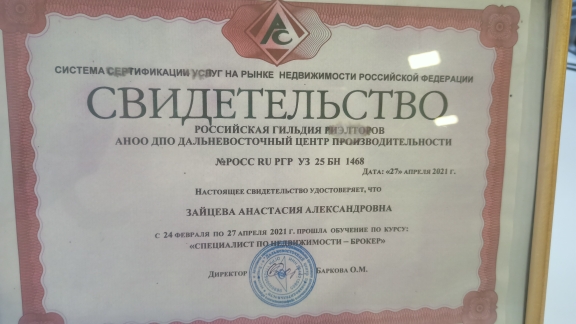 СИСТЕМА СЕРТИФИКАЦИИ УСЛУГ НА РЫНКЕ НЕДВИЖИМОСТИ РОССИЙСКОЙ ФЕДЕРАЦИИ
СВИДЕТЕЛЬСТВО
РОССИЙСКАЯ ГИЛЬДИЯ РИЭЛТОРОВ
АНОО ДПО ДАЛЬНЕВОСТОЧНЫЙ ЦЕНТР ПРОИЗВОДИТЕЛЬНОСТИ
№РОСС RU РГР УЗ 25 БН 1468
ДАТА: «27» АПРЕЛЯ 2021 Г.
НАСТОЯЩЕЕ СВИДЕТЕЛЬСТВО УДОСТОВЕРЯЕТ, ЧТО
ЗАЙЦЕВА АНАСТАСИЯ АЛЕКСАНДРОВНА
С 24 ФЕВРАЛЯ ПО 27 АПРЕЛЯ 2021 Г. ПРОШЛА ОБУЧЕНИЕ ПО КУРСУ:
«СПЕЦИАЛИСТ ПО НЕДВИЖИМОСТИ – БРОКЕР»
ДИРЕКТОР БАРКОВА О.М.